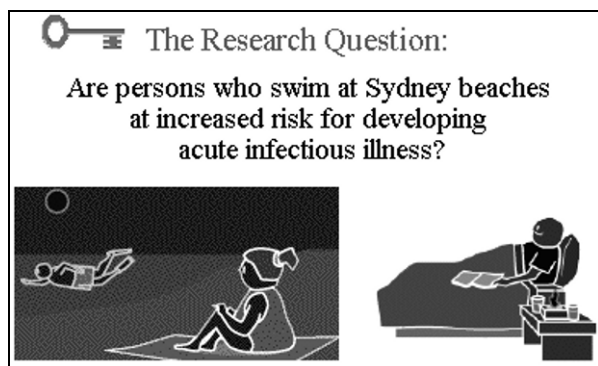 The Research Question:
Are persons who swim at Sydney beaches
at increased risk for developing
acute infectious illness?